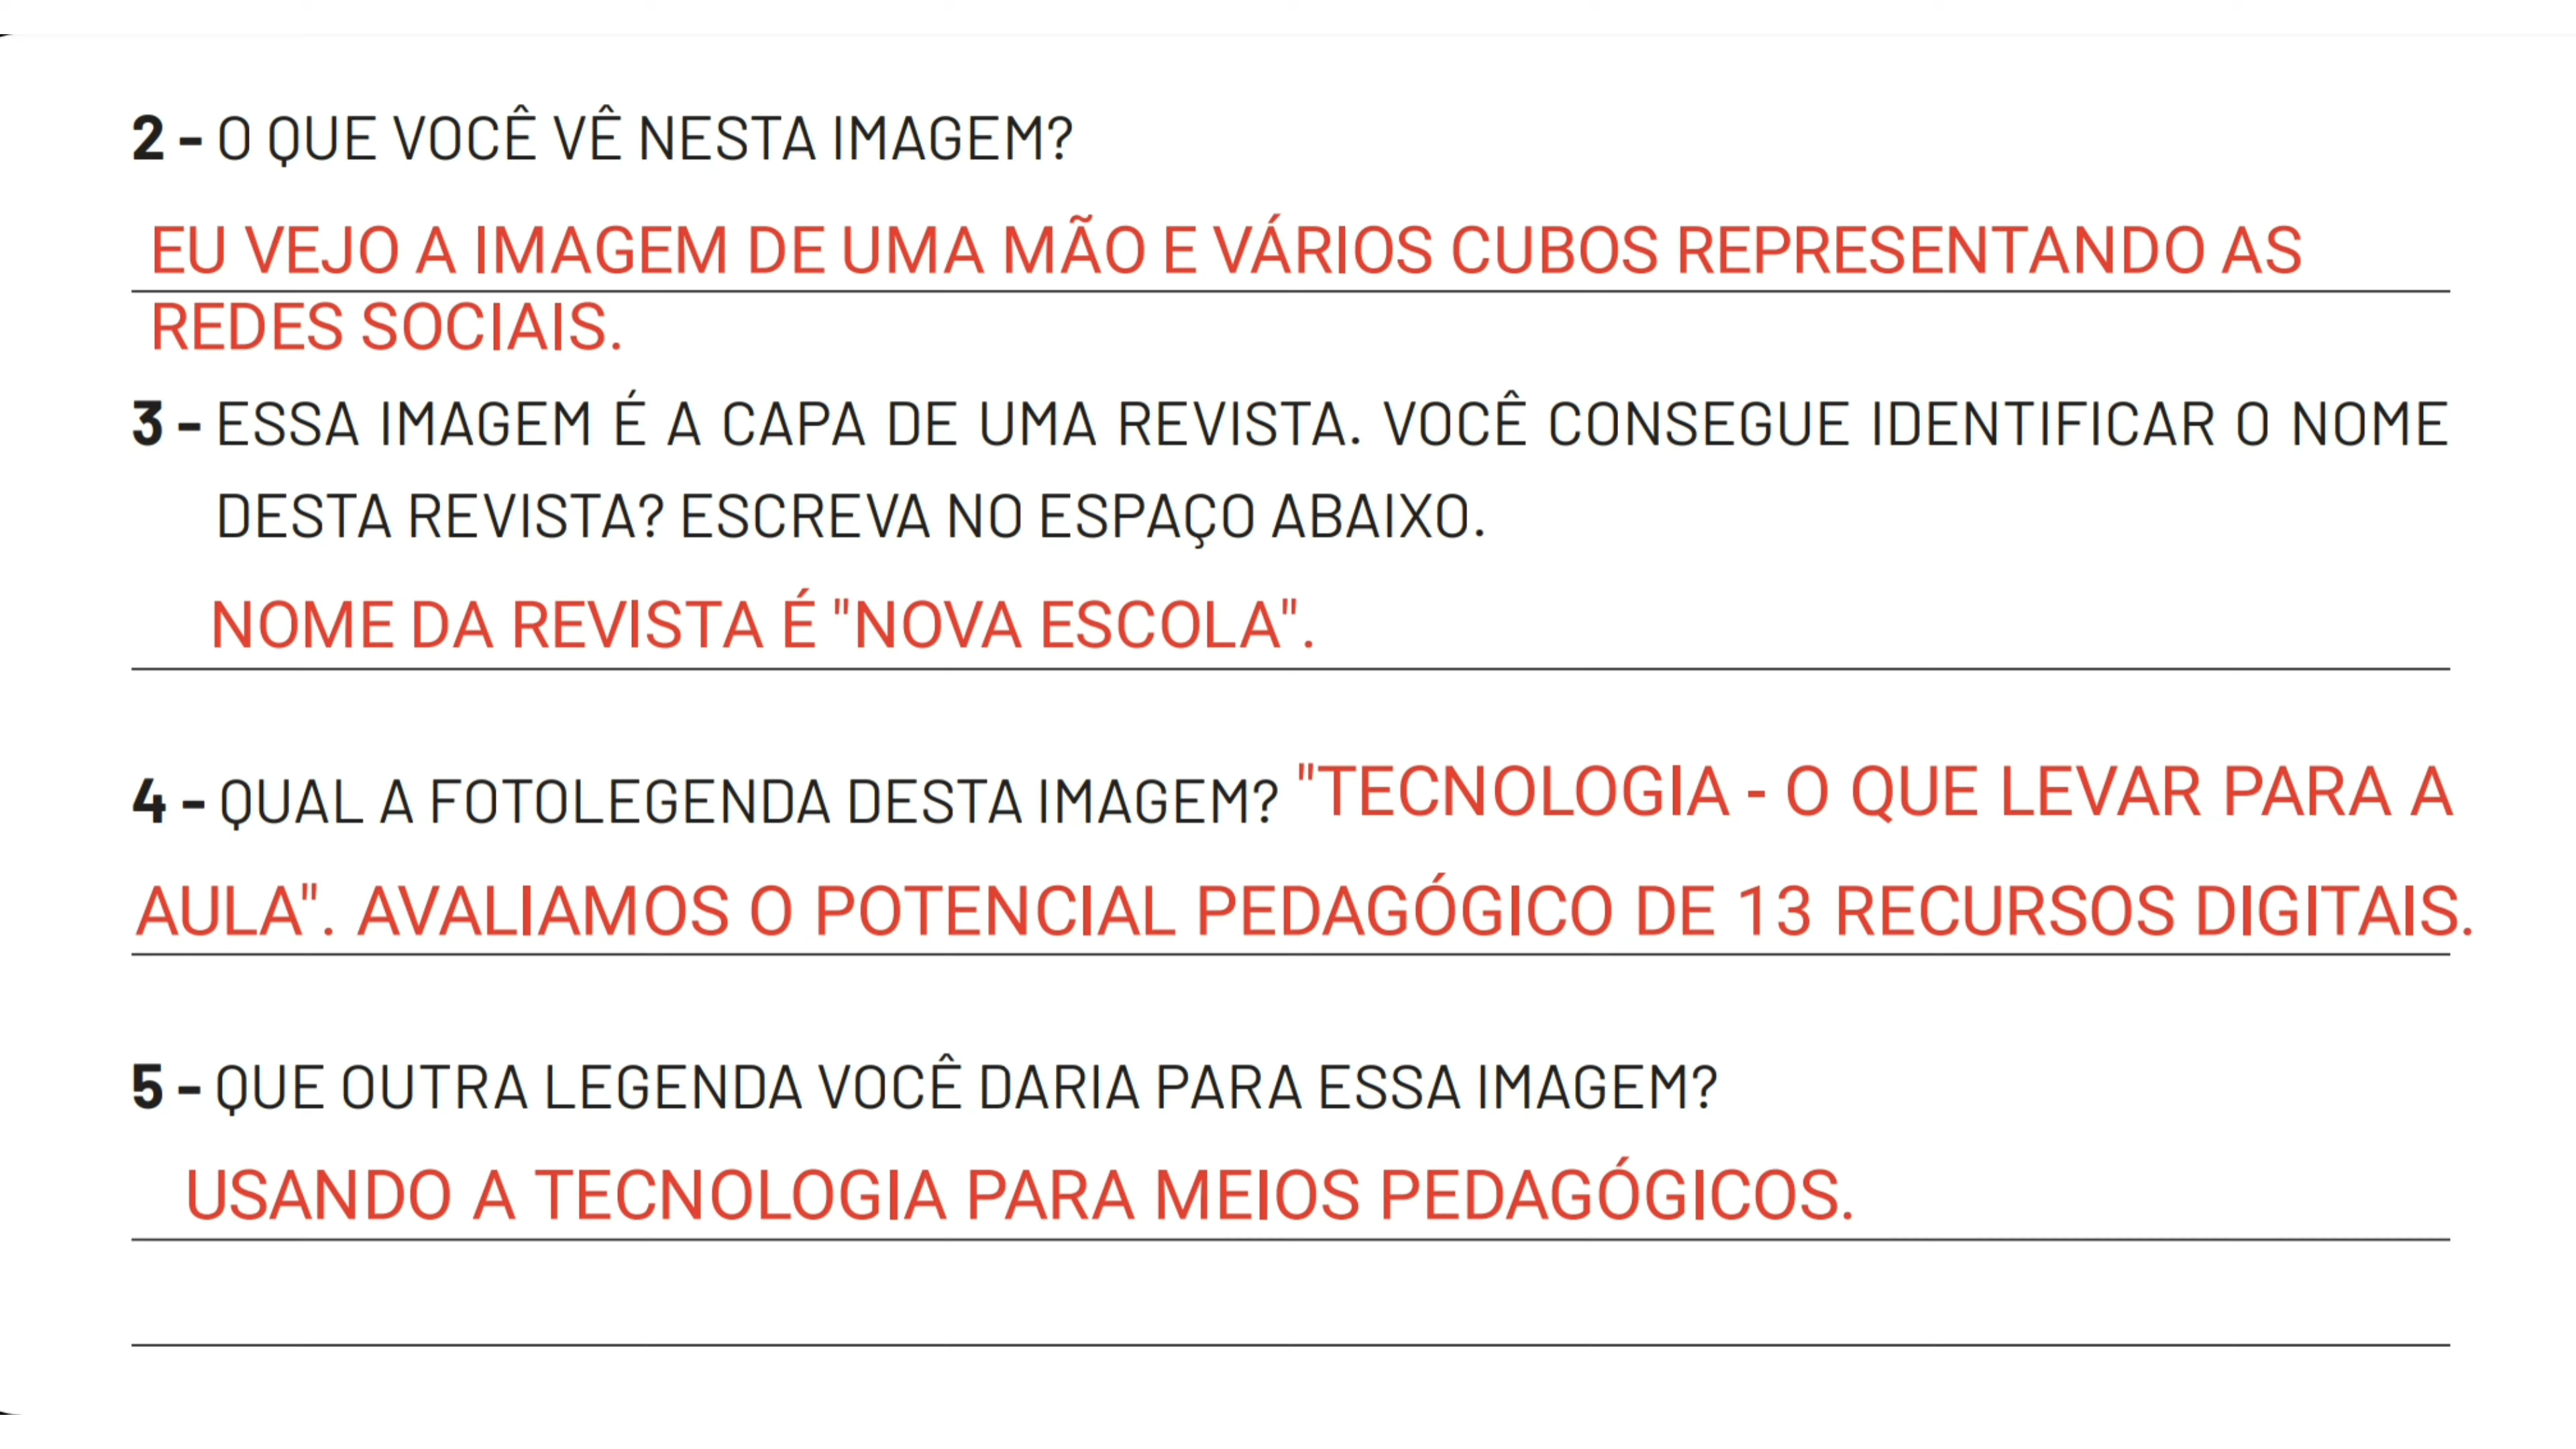 2 - O QUE VOCÊ VÊ NESTA IMAGEM?
EU VEJO A IMAGEM DE UMA MÃO E VÁRIOS CUBOS REPRESENTANDO AS
REDES SOCIAIS.
3 - ESSA IMAGEM É A CAPA DE UMA REVISTA. VOCÊ CONSEGUE IDENTIFICAR O NOME
DESTA REVISTA? ESCREVA NO ESPAÇO ABAIXO.
NOME DA REVISTA É "NOVA ESCOLA".
4 - QUAL A FOTOLEGENDA DESTA IMAGEM? "TECNOLOGIA - O QUE LEVAR PARA A
AULA". AVALIAMOS O POTENCIAL PEDAGÓGICO DE 13 RECURSOS DIGITAIS.
5 - QUE OUTRA LEGENDA VOCÊ DARIA PARA ESSA IMAGEM?
USANDO A TECNOLOGIA PARA MEIOS PEDAGÓGICOS.